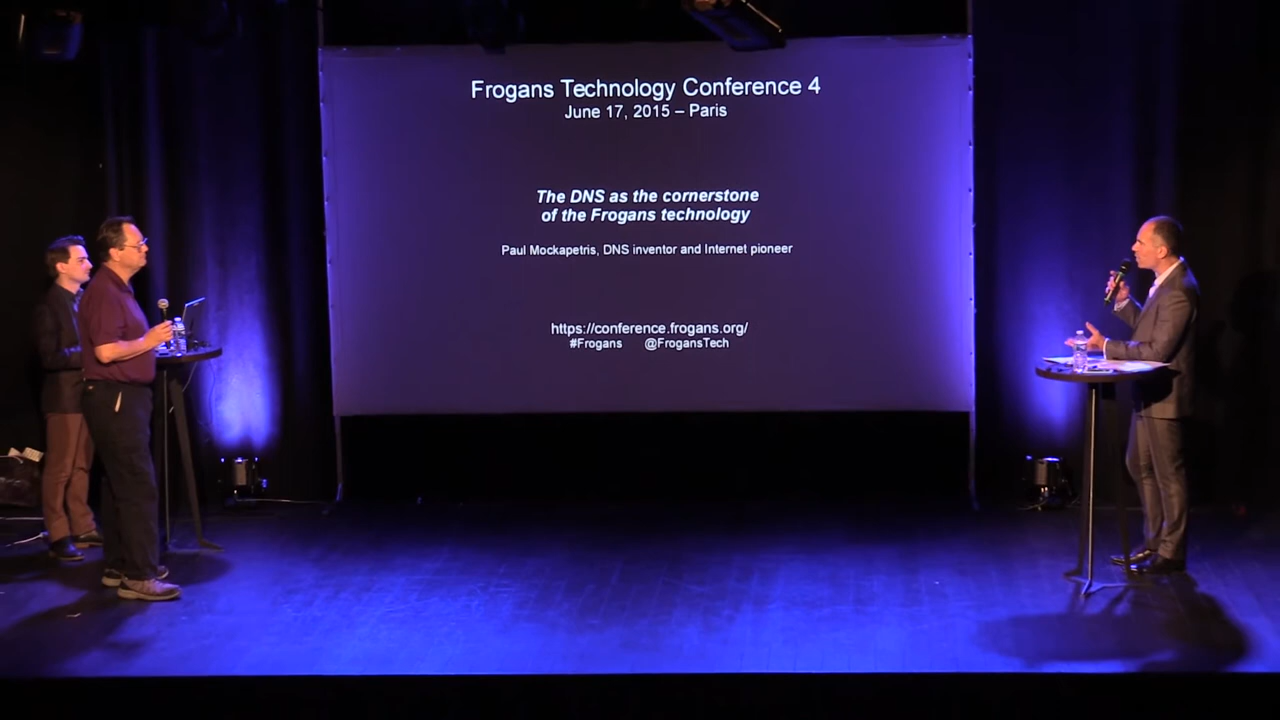 Frogans Technology Conference 4
June 17, 2015 – Paris
The DNS as the cornerstone
of the Frogans technology
Paul Mockapetris, DNS inventor and Internet pioneer
https://conference.frogans.org/
#Frogans @FrogansTech